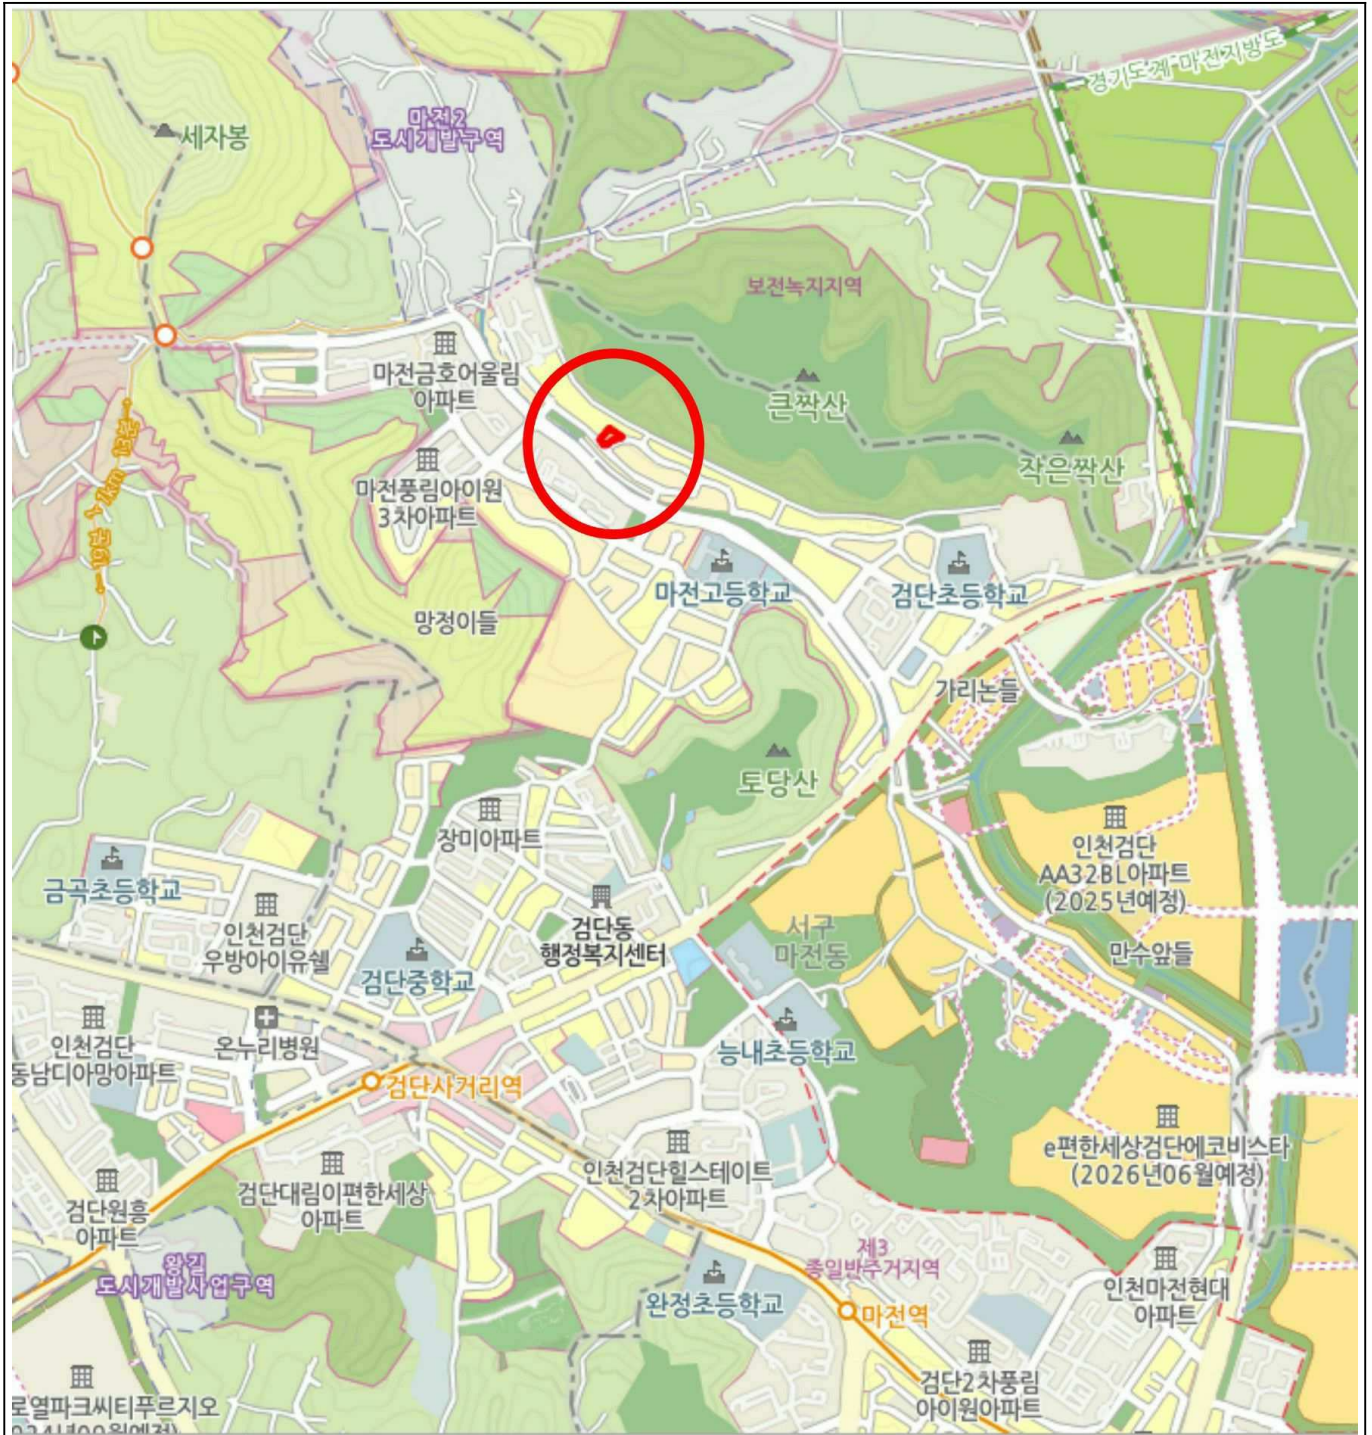 경기도계-마전지방도
마전2
도시개발구역
세자봉
보전녹지지역
마전금호어울림
아파트
큰짝산
작은짝산
마전풍림아이원
3차아파트
19분 ┝ 1km 13분
마전고등학교
검단초등학교
망정이들
가리논들
토당산
장미아파트
인천검단
AA32BL아파트
(2025년예정)
금곡초등학교
인천검단
우방아이유쉘
검단동
행정복지센터
서구
마전동
만수앞들
검단중학교
인천검단
동남디아망아파트
온누리병원
능내초등학교
검단사거리역
e편한세상검단에코비스타
(2026년06월예정)
인천검단힐스테이트
2차아파트
검단대림이편한세상
아파트
검단원흥
아파트
제3
종일반주거지역
왕길
도시개발사업구역
완정초등학교
마전역
인천마전현대
아파트
검단2차풍림
아이원아파트
로열파크씨티푸르지오